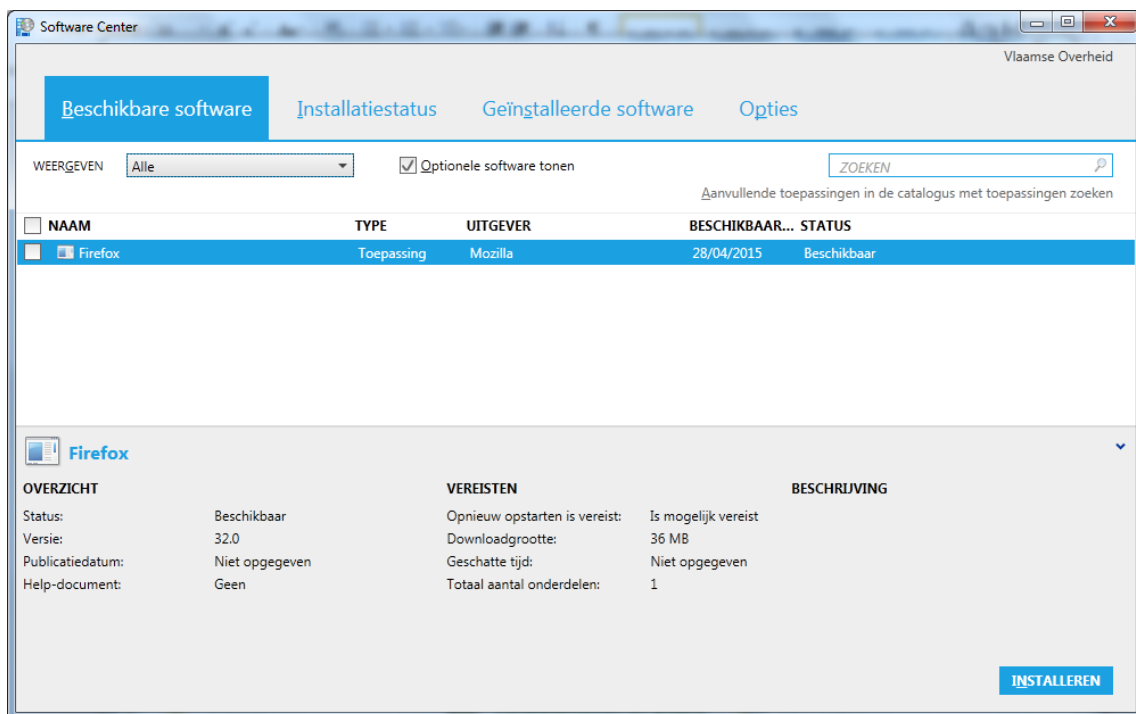 Software Center
Vlaamse Overheid
Beschikbare software Installatiestatus Geïnstalleerde software Opties
WEERGEVEN Alle Optionele software tonen ZOEKEN
Aanvullende toepassingen in de catalogus met toepassingen zoeken
NAAM TYPE UITGEVER BESCHIKBAAR... STATUS
Firefox Toepassing Mozilla 28/04/2015 Beschikbaar
Firefox
OVERZICHT VEREISTEN BESCHRIJVING
Status: Beschikbaar Opnieuw opstarten is vereist: Is mogelijk vereist
Versie: 32.0 Downloadgrootte: 36 MB
Publicatiedatum: Niet opgegeven Geschatte tijd: Niet opgegeven
Help-document: Geen Totaal aantal onderdelen: 1
INSTALLEREN